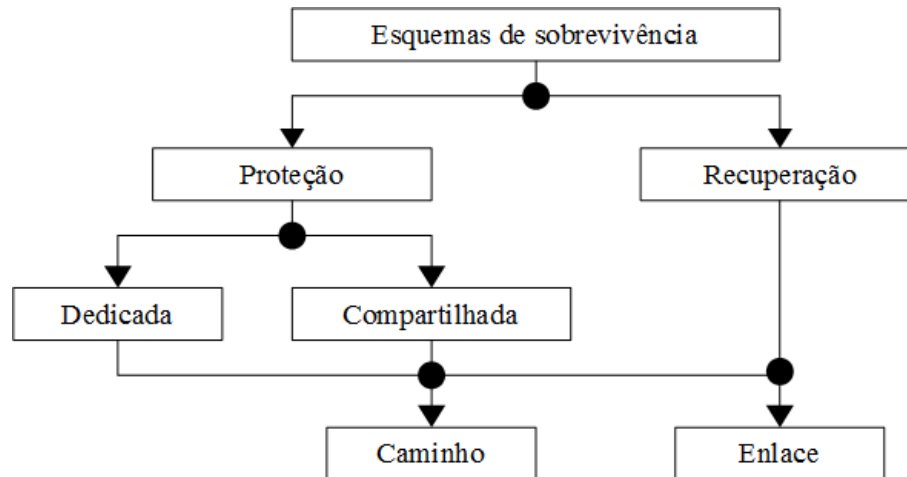 Esquemas de sobrevivência
Proteção
Recuperação
Dedicada
Compartilhada
Caminho
Enlace